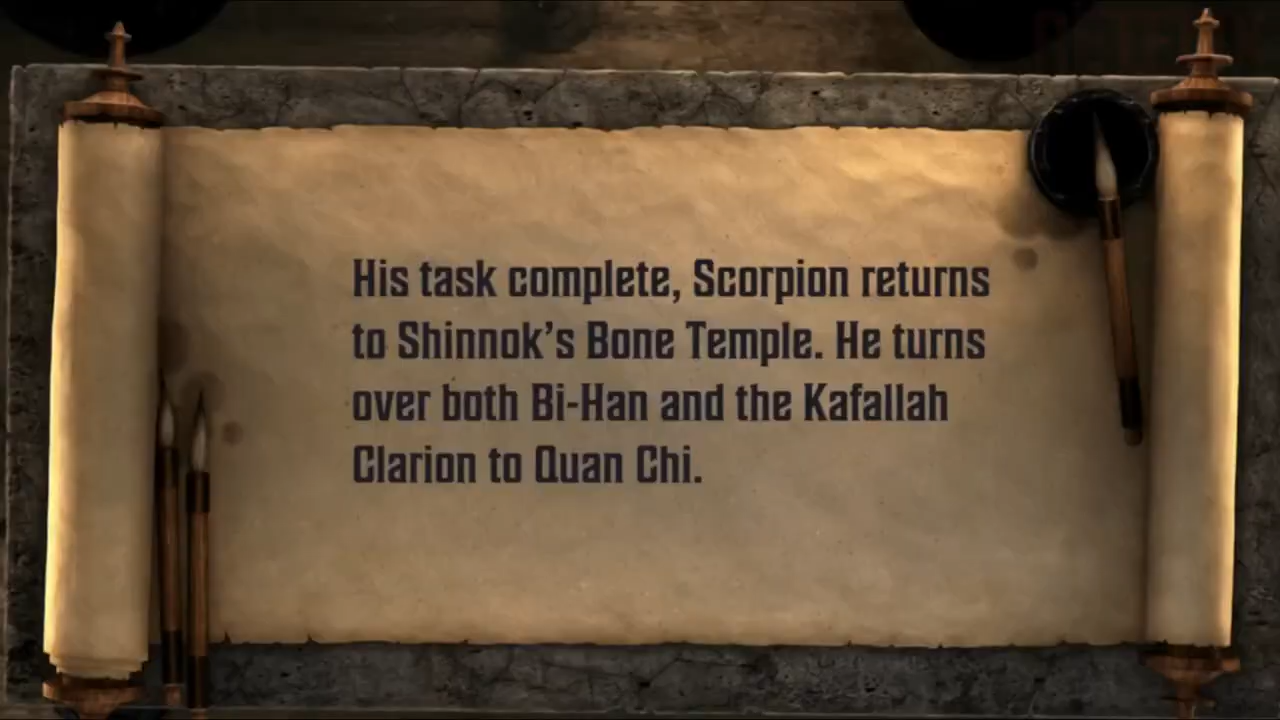 His task complete, Scorpion returns
to Shinnok’s Bone Temple. He turns
over both Bi-Han and the Kafallah
Clarion to Quan Chi.